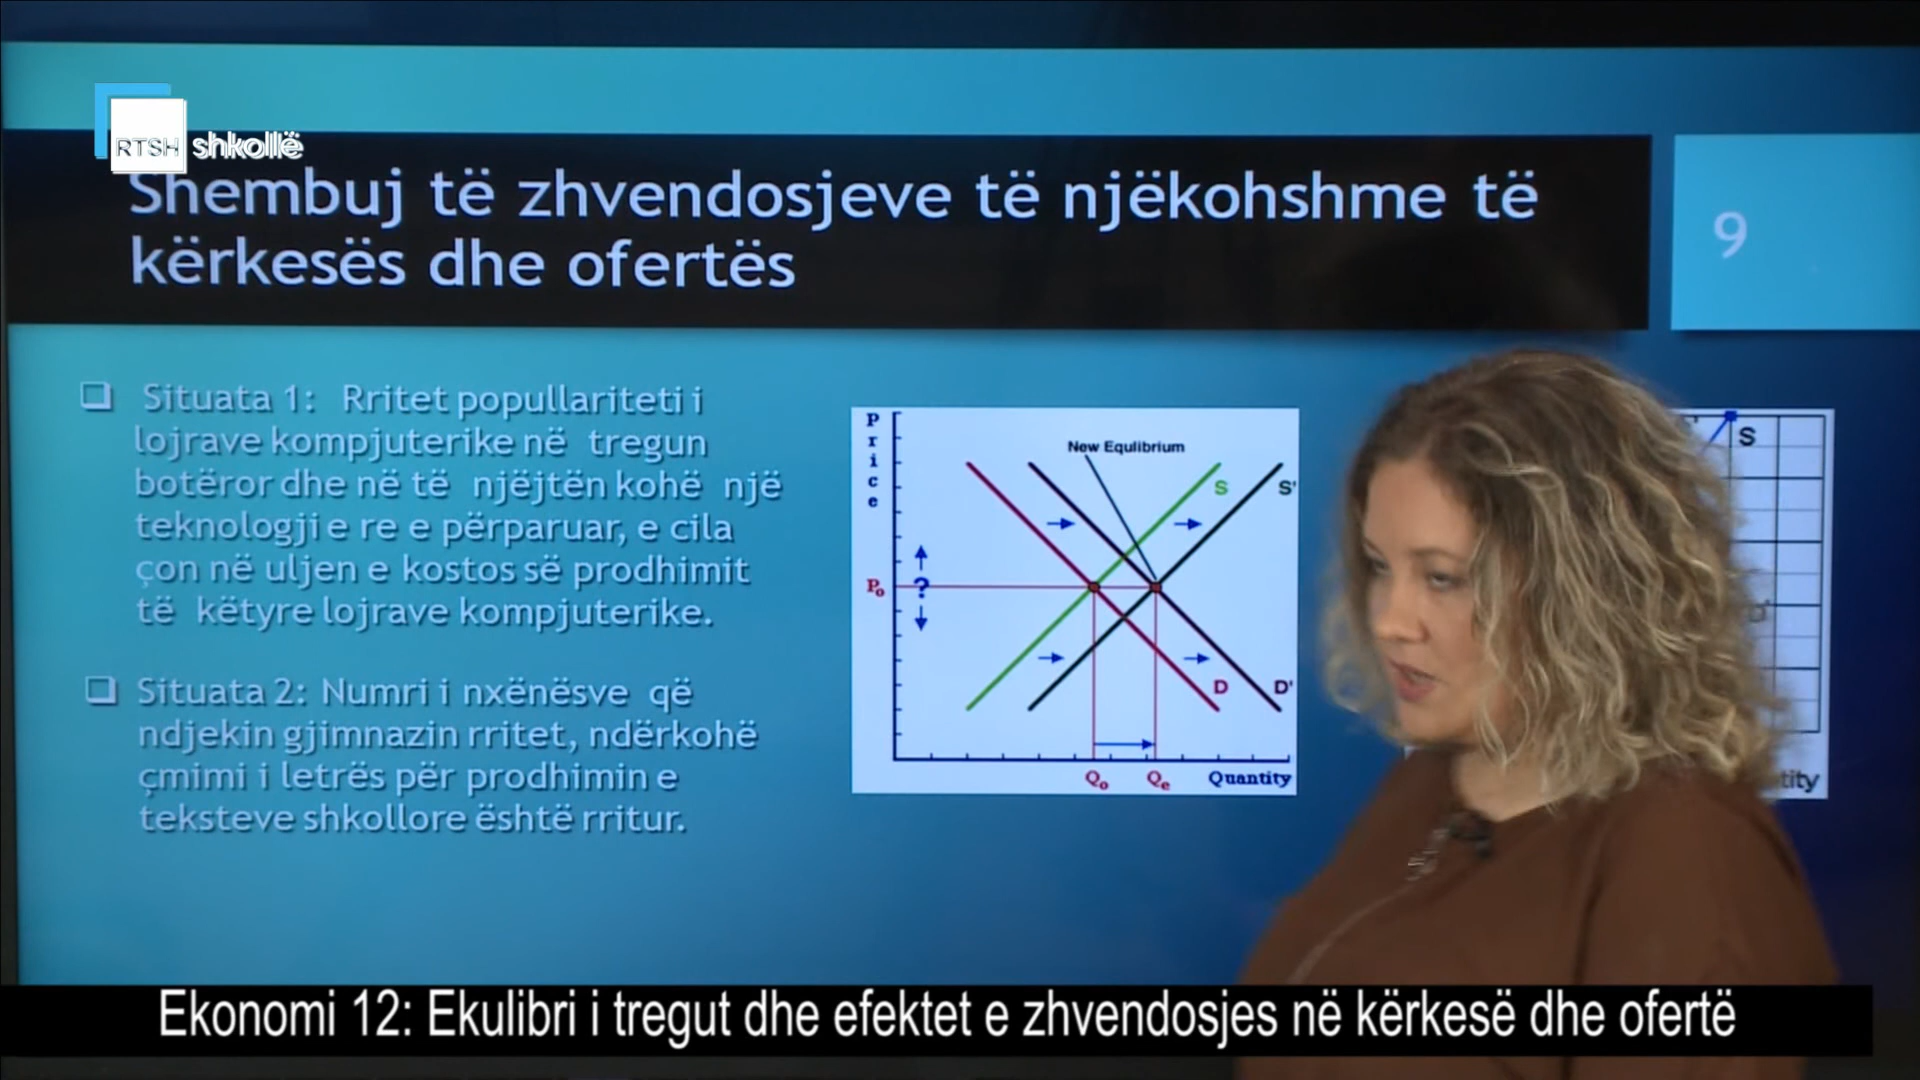 RTSH shkollë
Shembuj të zhvendosjeve të njëkohshme të
kërkesës dhe ofertës
9
Situata 1: Rritet popullariteti i
lojrave kompjuterike në tregun
botëror dhe në të njëjtën kohë një
teknologji e re e përparuar, e cila
çon në uljen e kostos së prodhimit
të këtyre lojrave kompjuterike.
Situata 2: Numri i nxënësve që
ndjekin gjimnazin rritet, ndërkohë
çmimi i letrës për prodhimin e
teksteve shkollore është rritur.
Price
New Equlibrium
S
S'
P₀
?
D
D'
Q₀
Qe
Quantity
S
tity
Ekonomi 12: Ekulibri i tregut dhe efektet e zhvendosjes në kërkesë dhe ofertë